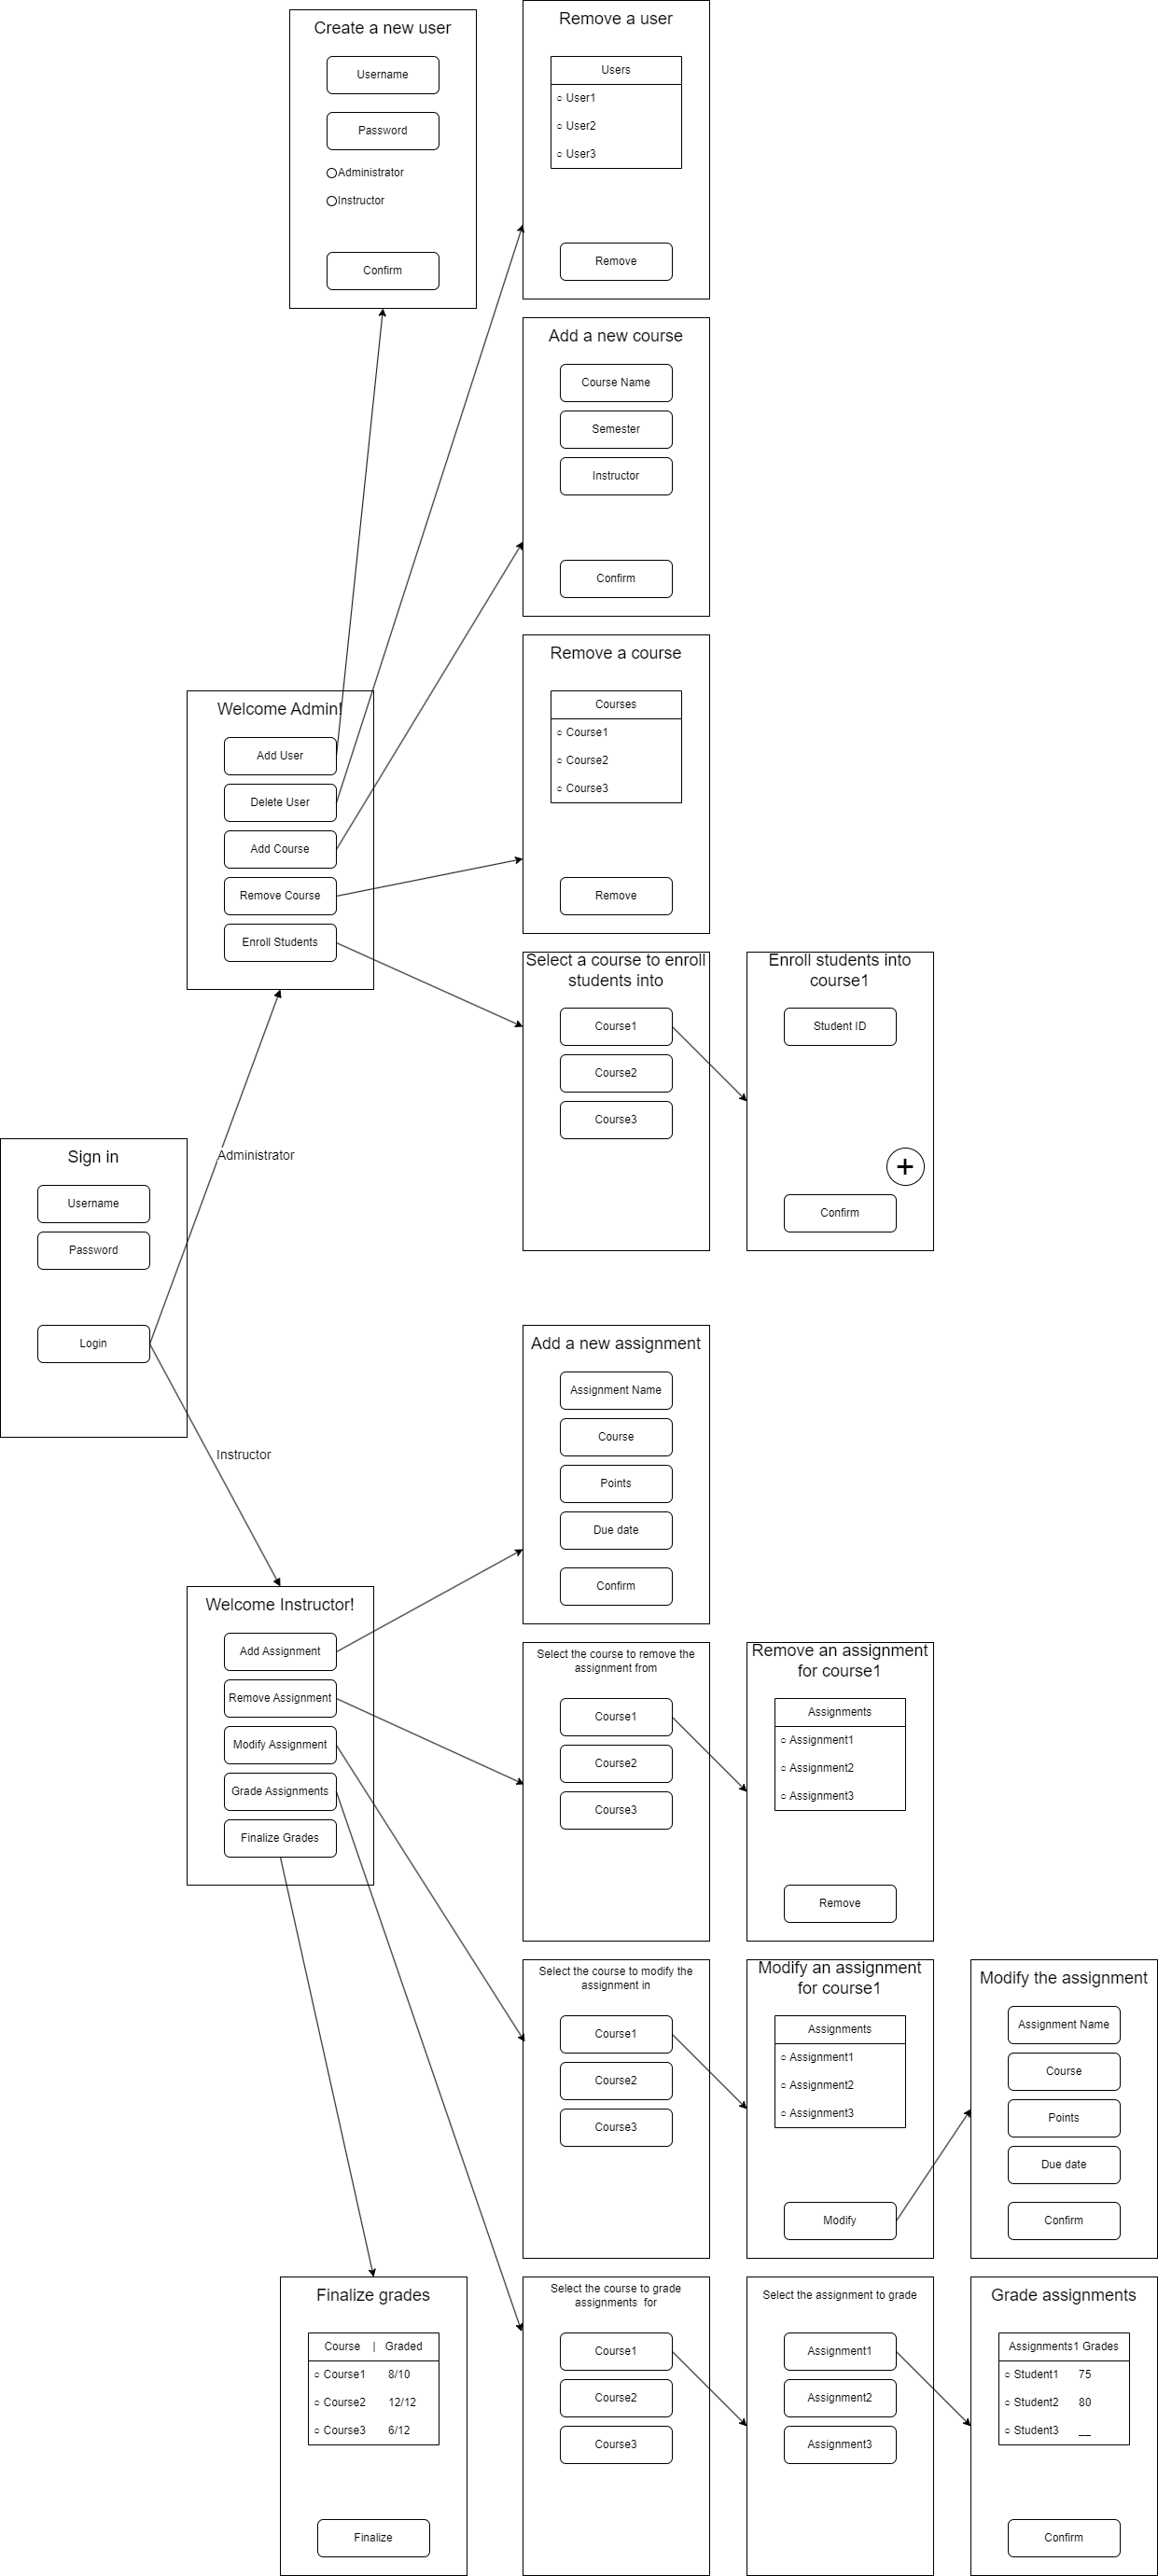 Create a new user
Username
Password
Administrator
Instructor
Confirm
Remove a user
Users
○ User1
○ User2
○ User3
Remove
Add a new course
Course Name
Semester
Instructor
Confirm
Remove a course
Courses
○ Course1
○ Course2
○ Course3
Remove
Welcome Admin!
Add User
Delete User
Add Course
Remove Course
Enroll Students
Select a course to enroll
students into
Course1
Course2
Course3
Enroll students into
course1
Student ID
+
Confirm
Administrator
Sign in
Username
Password
Login
Instructor
Add a new assignment
Assignment Name
Course
Points
Due date
Confirm
Welcome Instructor!
Add Assignment
Remove Assignment
Modify Assignment
Grade Assignments
Finalize Grades
Select the course to remove the
assignment from
Course1
Course2
Course3
Remove an assignment
for course1
Assignments
○ Assignment1
○ Assignment2
○ Assignment3
Remove
Select the course to modify the
assignment in
Course1
Course2
Course3
Modify an assignment
for course1
Assignments
○ Assignment1
○ Assignment2
○ Assignment3
Modify
Modify the assignment
Assignment Name
Course
Points
Due date
Confirm
Finalize grades
Course | Graded
○ Course1 8/10
○ Course2 12/12
○ Course3 6/12
Finalize
Select the course to grade
assignments for
Course1
Course2
Course3
Select the assignment to grade
Assignment1
Assignment2
Assignment3
Grade assignments
Assignments1 Grades
○ Student1 75
○ Student2 80
○ Student3 __
Confirm